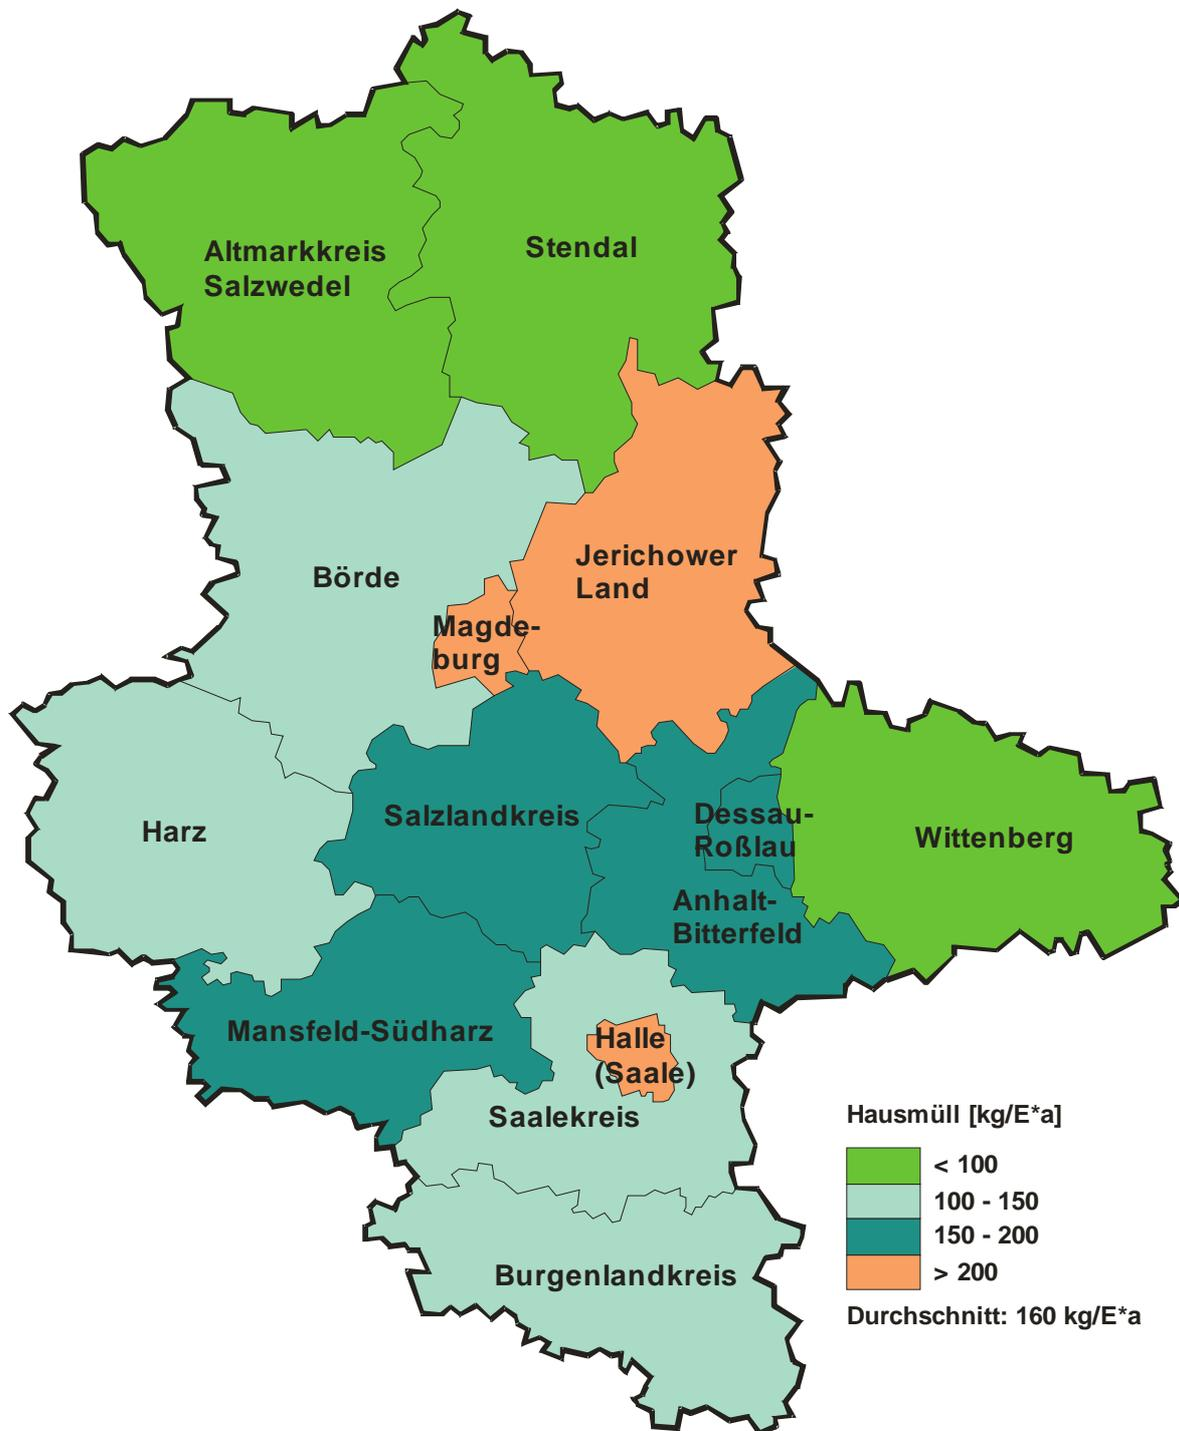 Altmarkkreis
Salzwedel
Stendal
Börde
Jerichower
Land
Magde-
burg
Harz
Salzlandkreis
Dessau-
Roßlau
Wittenberg
Anhalt-
Bitterfeld
Mansfeld-Südharz
Halle
(Saale)
Saalekreis
Burgenlandkreis
Hausmüll [kg/E*a]
< 100
100 - 150
150 - 200
> 200
Durchschnitt: 160 kg/E*a